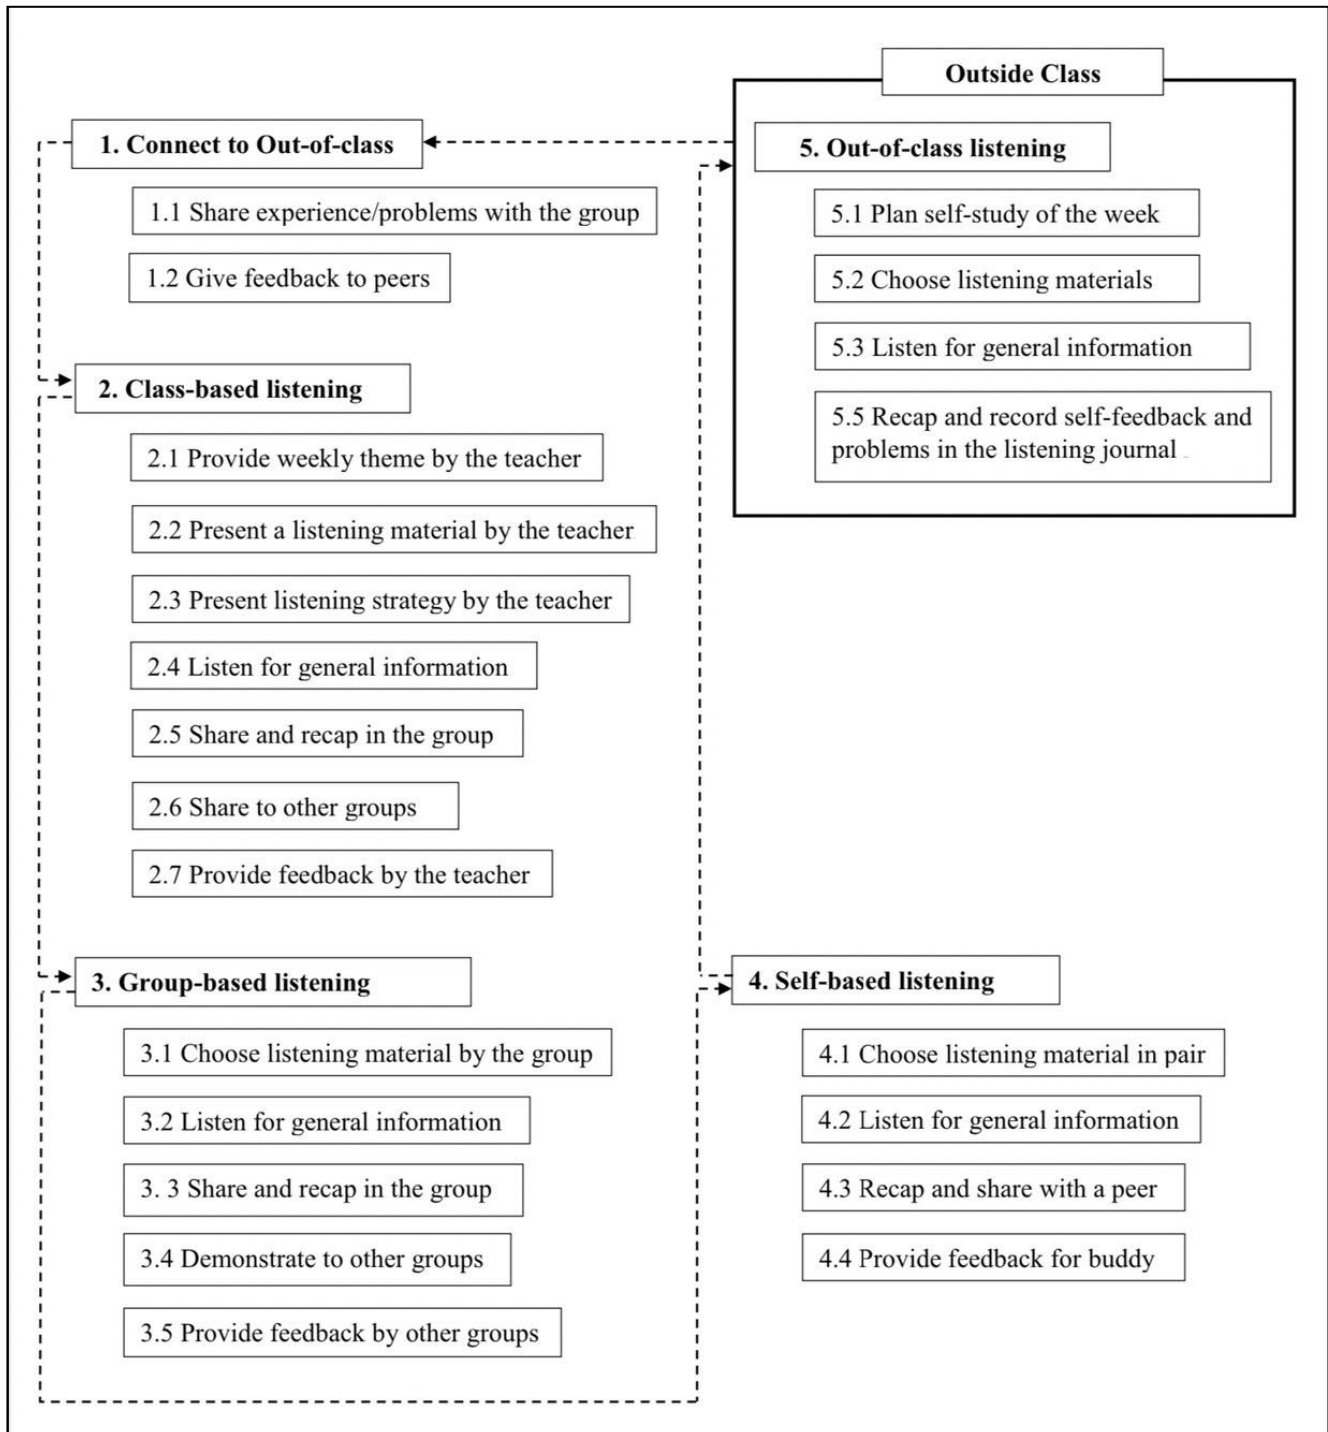 1. Connect to Out-of-class
1.1 Share experience/problems with the group
1.2 Give feedback to peers
2. Class-based listening
2.1 Provide weekly theme by the teacher
2.2 Present a listening material by the teacher
2.3 Present listening strategy by the teacher
2.4 Listen for general information
2.5 Share and recap in the group
2.6 Share to other groups
2.7 Provide feedback by the teacher
3. Group-based listening
3.1 Choose listening material by the group
3.2 Listen for general information
3. 3 Share and recap in the group
3.4 Demonstrate to other groups
3.5 Provide feedback by other groups
4. Self-based listening
4.1 Choose listening material in pair
4.2 Listen for general information
4.3 Recap and share with a peer
4.4 Provide feedback for buddy
Outside Class
5. Out-of-class listening
5.1 Plan self-study of the week
5.2 Choose listening materials
5.3 Listen for general information
5.5 Recap and record self-feedback and
problems in the listening journal